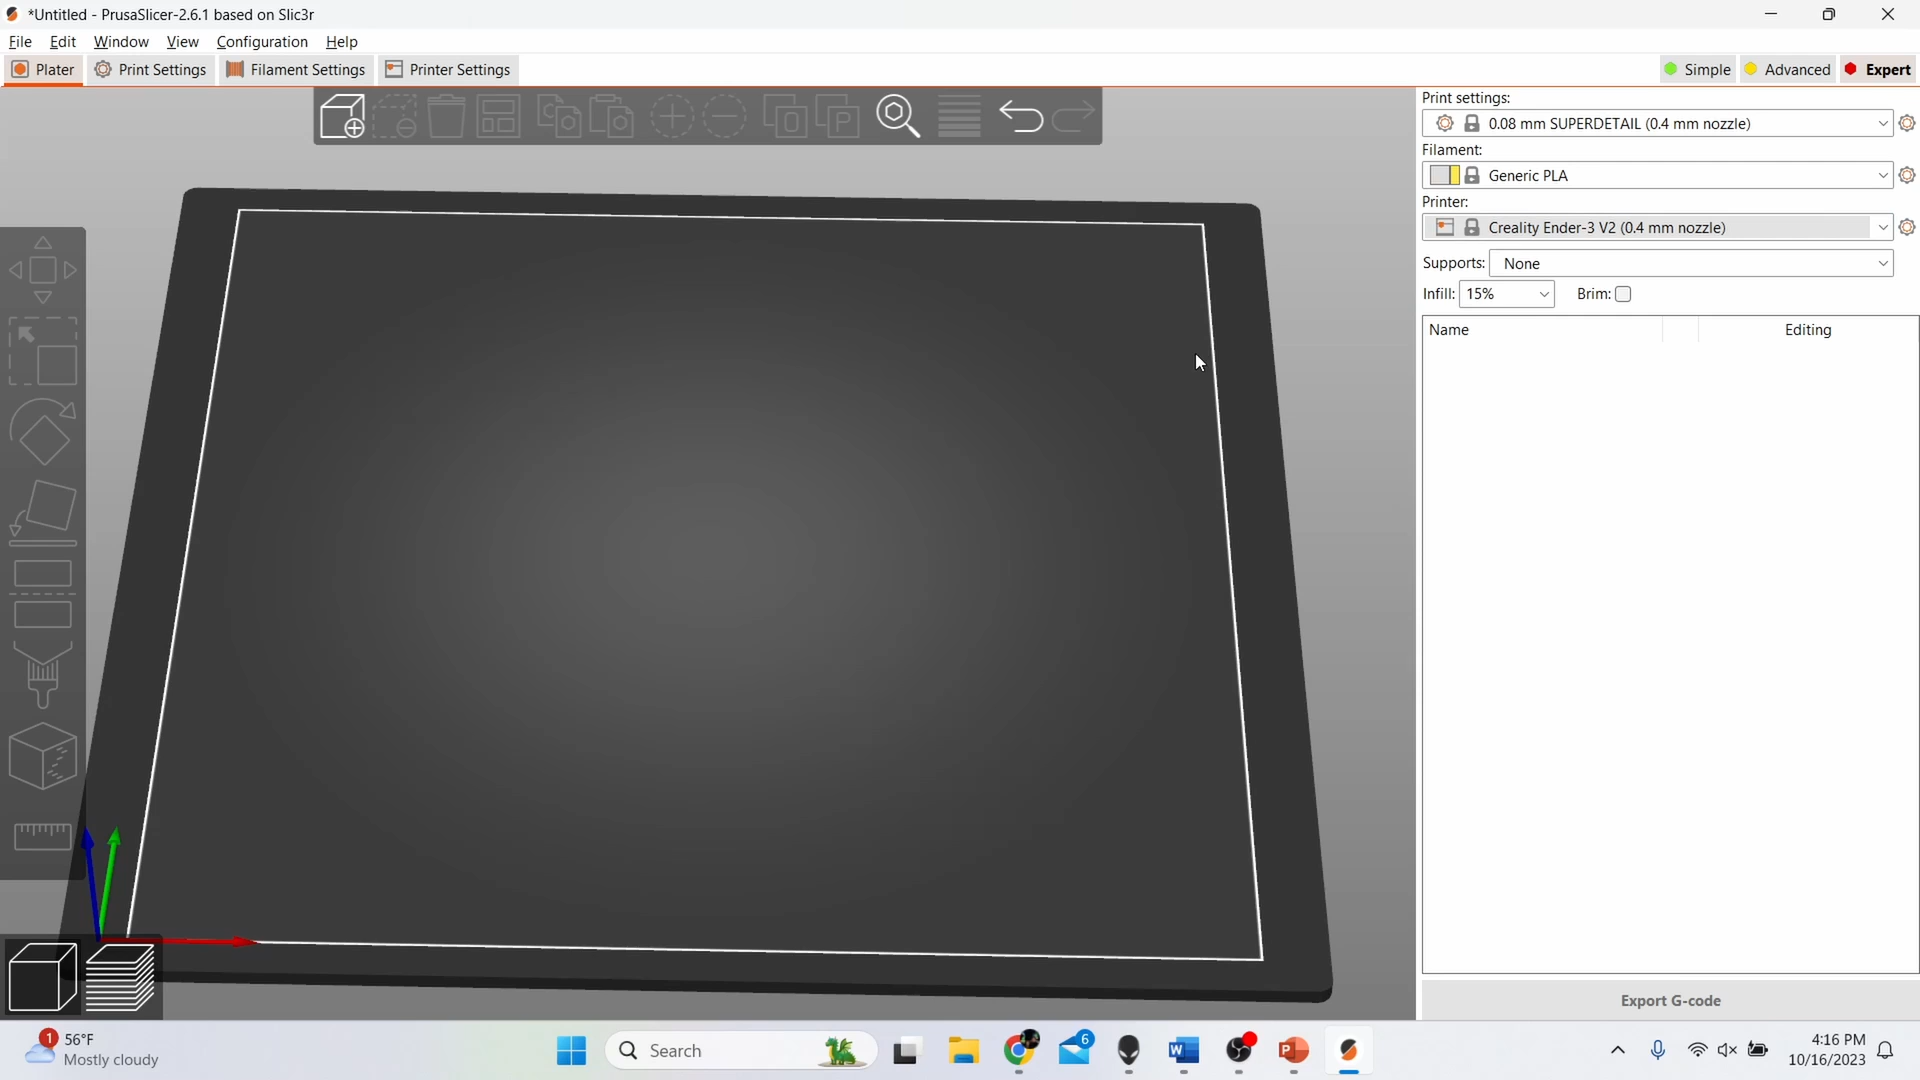 *Untitled - PrusaSlicer-2.6.1 based on Slic3r
File Edit Window View Configuration Help
Plater Print Settings Filament Settings Printer Settings Simple Advanced Expert
Print settings:
0.08 mm SUPERDETAIL (0.4 mm nozzle)
Filament:
Generic PLA
Printer:
Creality Ender-3 V2 (0.4 mm nozzle)
Supports: None
Infill: 15% Brim:
Name Editing
Export G-code
1 56°F
Mostly cloudy
Search
6
4:16 PM
10/16/2023